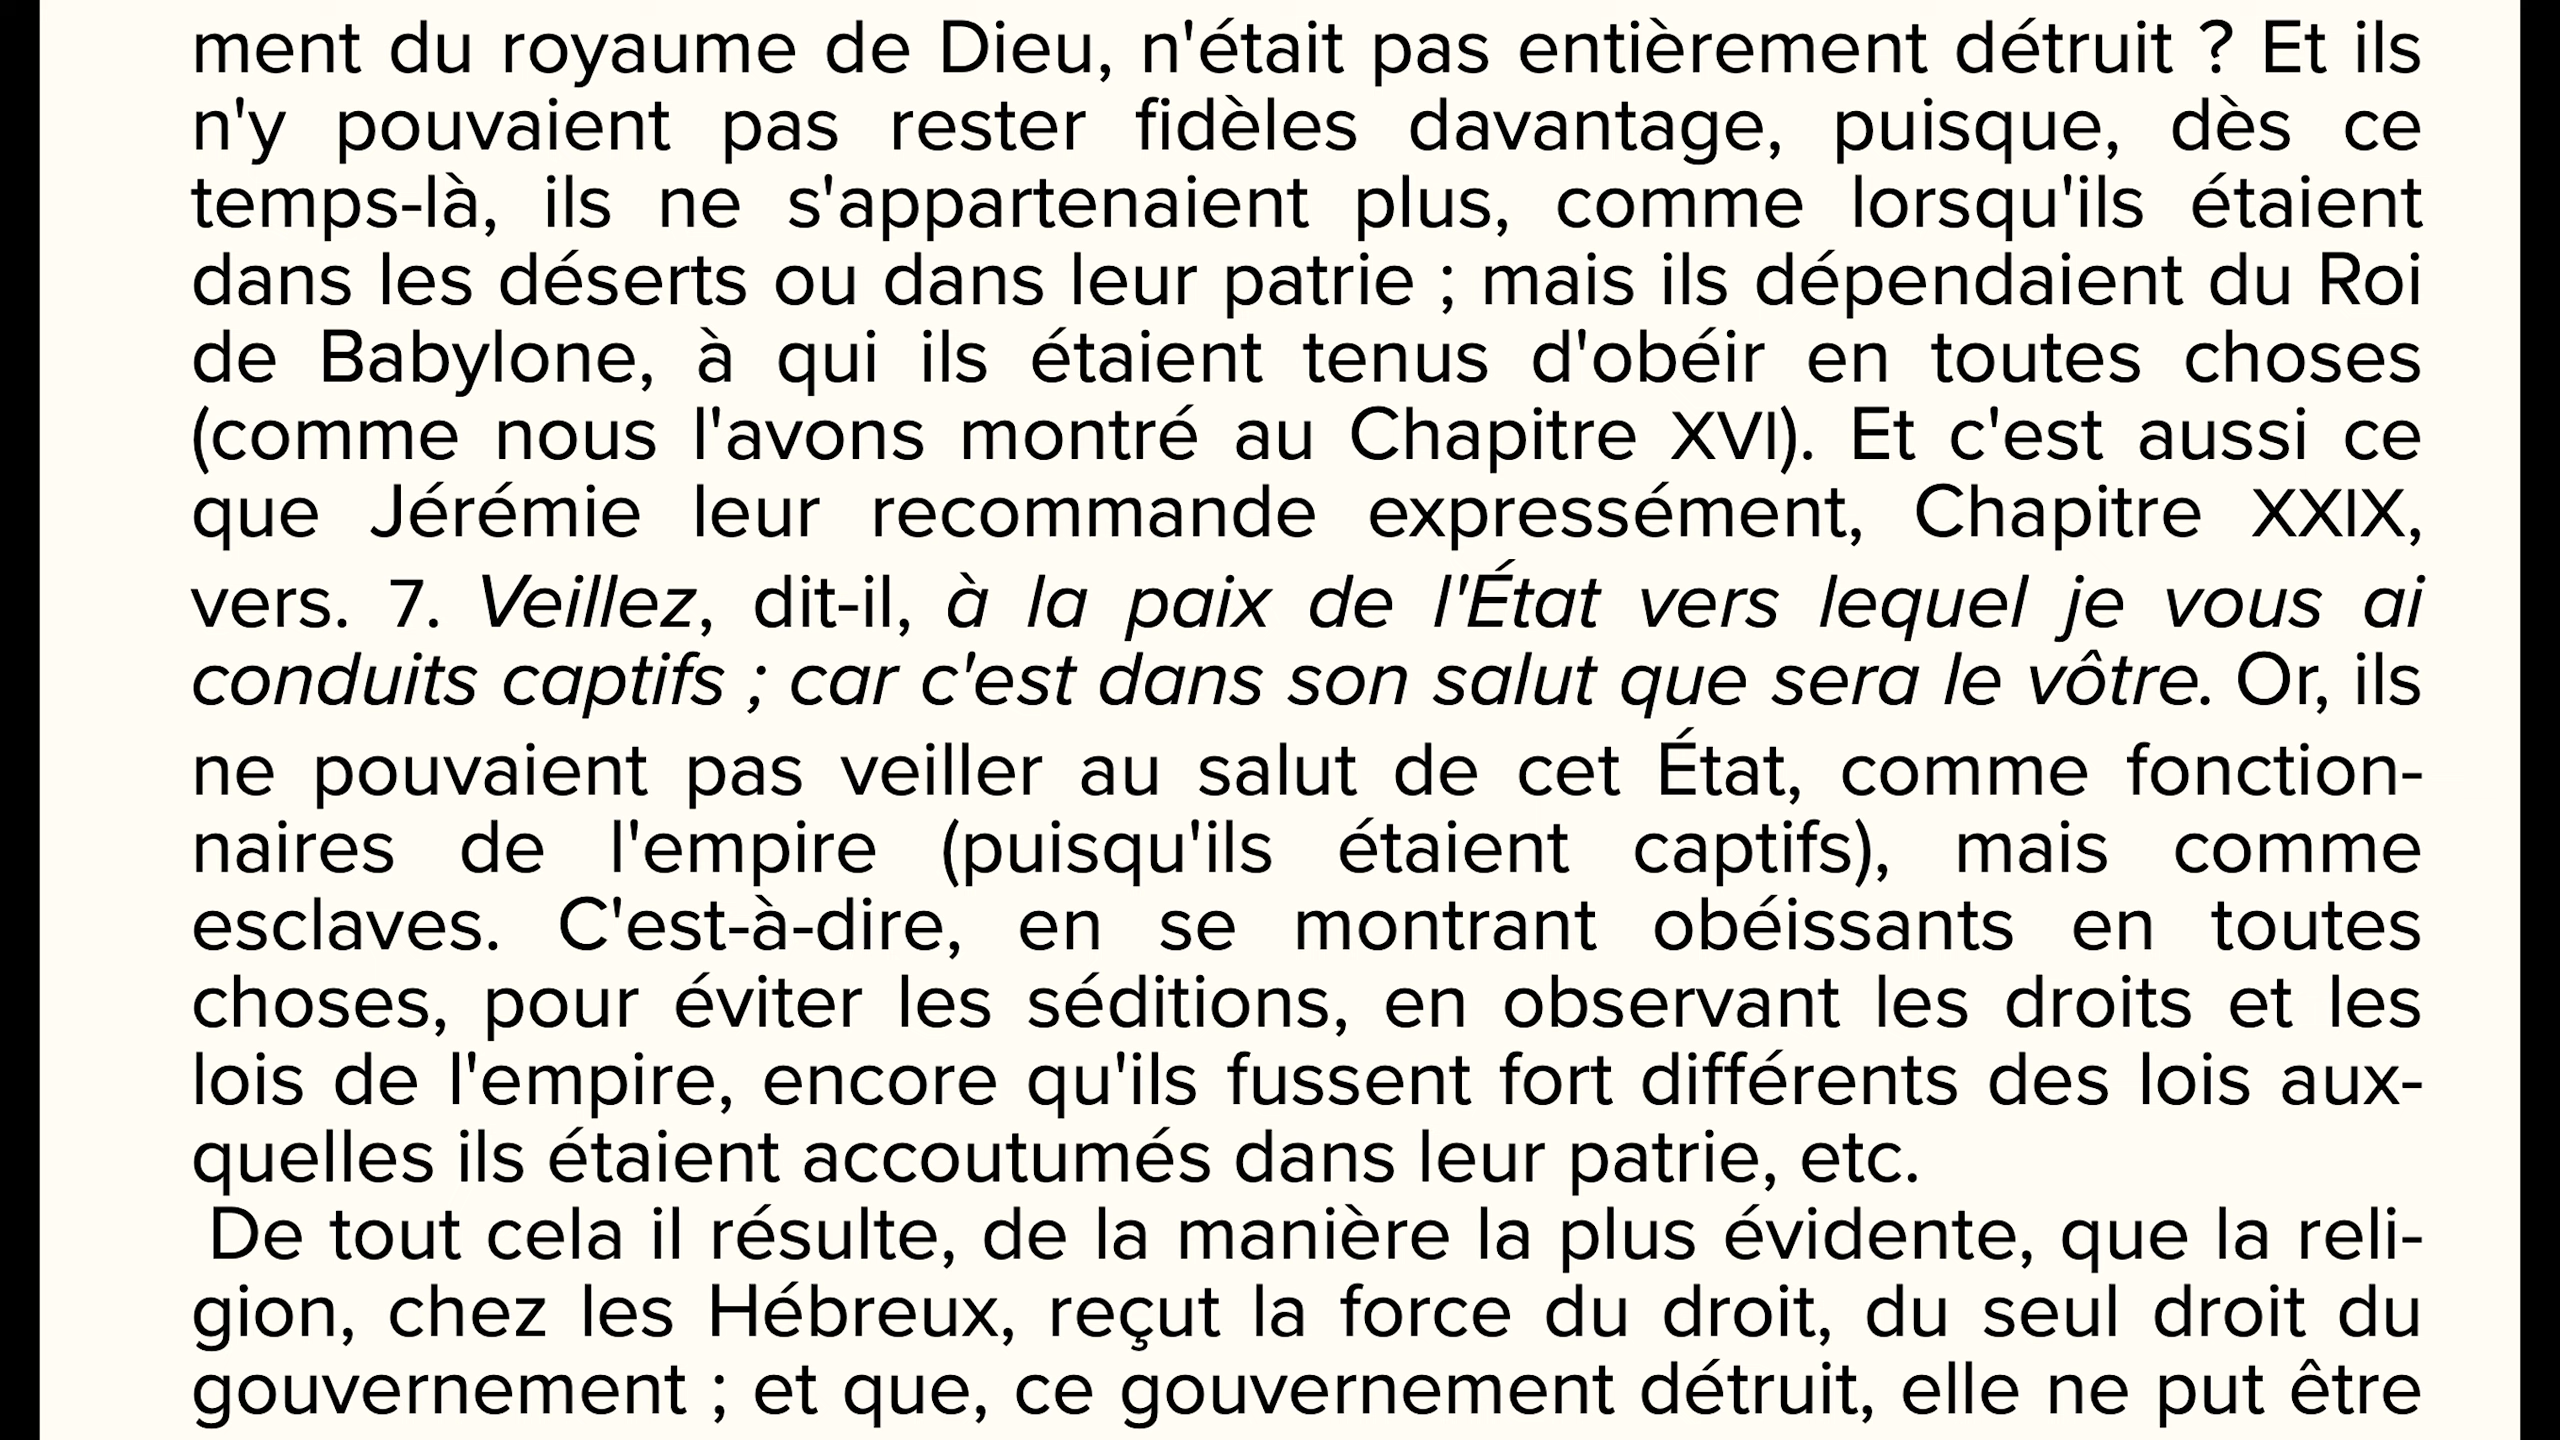 ment du royaume de Dieu, n'était pas entièrement détruit ? Et ils
n'y pouvaient pas rester fidèles davantage, puisque, dès ce
temps-là, ils ne s'appartenaient plus, comme lorsqu'ils étaient
dans les déserts ou dans leur patrie ; mais ils dépendaient du Roi
de Babylone, à qui ils étaient tenus d'obéir en toutes choses
(comme nous l'avons montré au Chapitre XVI). Et c'est aussi ce
que Jérémie leur recommande expressément, Chapitre XXIX,
vers. 7. Veillez, dit-il, à la paix de l'État vers lequel je vous ai
conduits captifs ; car c'est dans son salut que sera le vôtre. Or, ils
ne pouvaient pas veiller au salut de cet État, comme fonction-
naires de l'empire (puisqu'ils étaient captifs), mais comme
esclaves. C'est-à-dire, en se montrant obéissants en toutes
choses, pour éviter les séditions, en observant les droits et les
lois de l'empire, encore qu'ils fussent fort différents des lois aux-
quelles ils étaient accoutumés dans leur patrie, etc.
De tout cela il résulte, de la manière la plus évidente, que la reli-
gion, chez les Hébreux, reçut la force du droit, du seul droit du
gouvernement ; et que, ce gouvernement détruit, elle ne put être